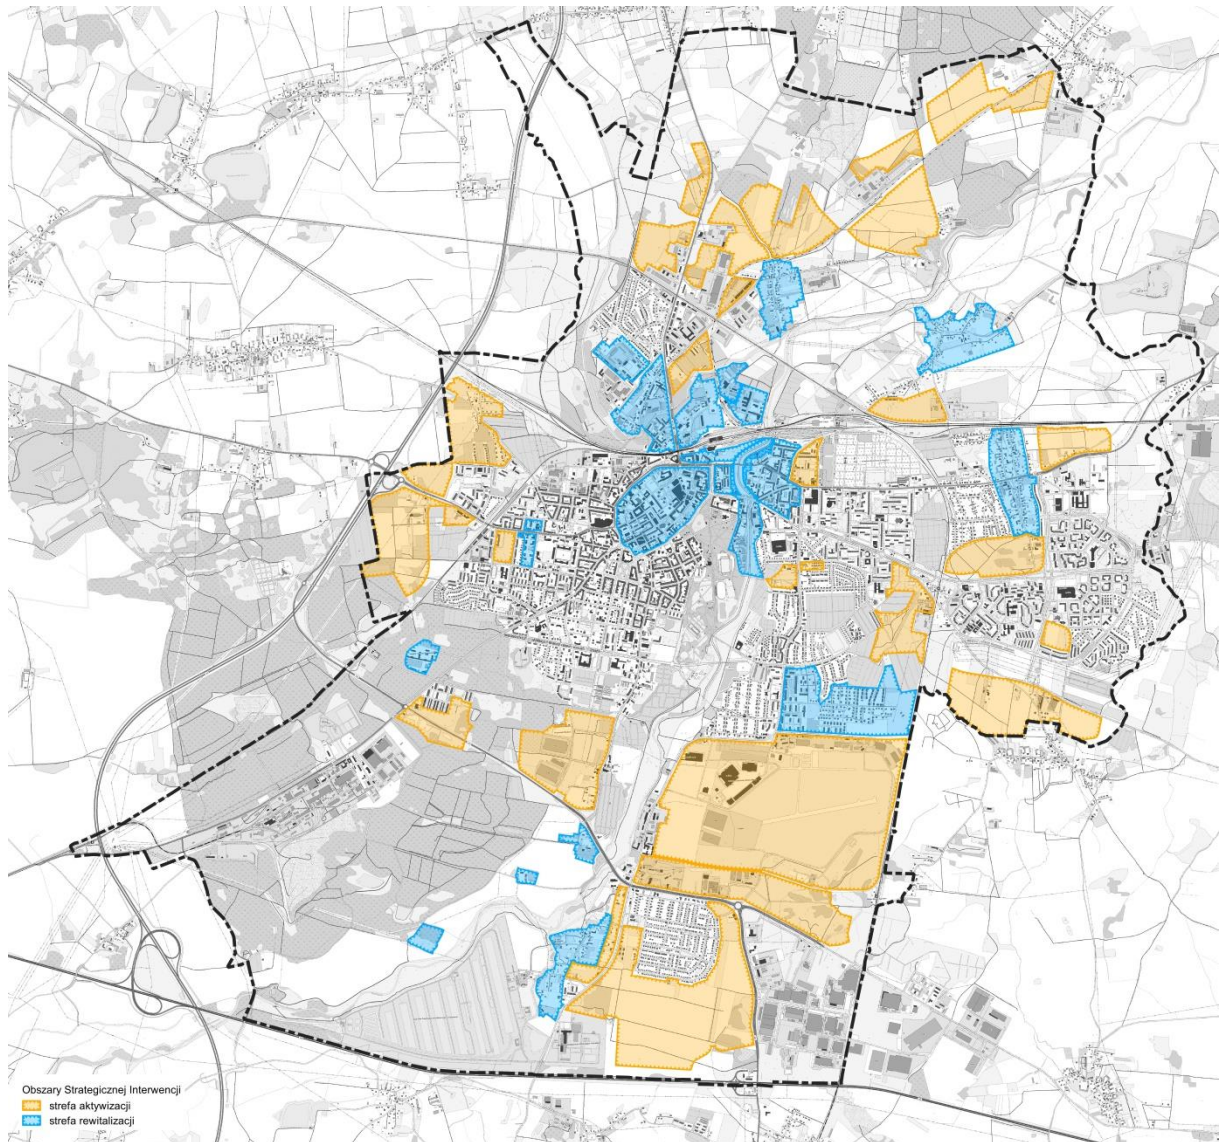 Obszary Strategicznej Interwencji
strefa aktywizacji
strefa rewitalizacji